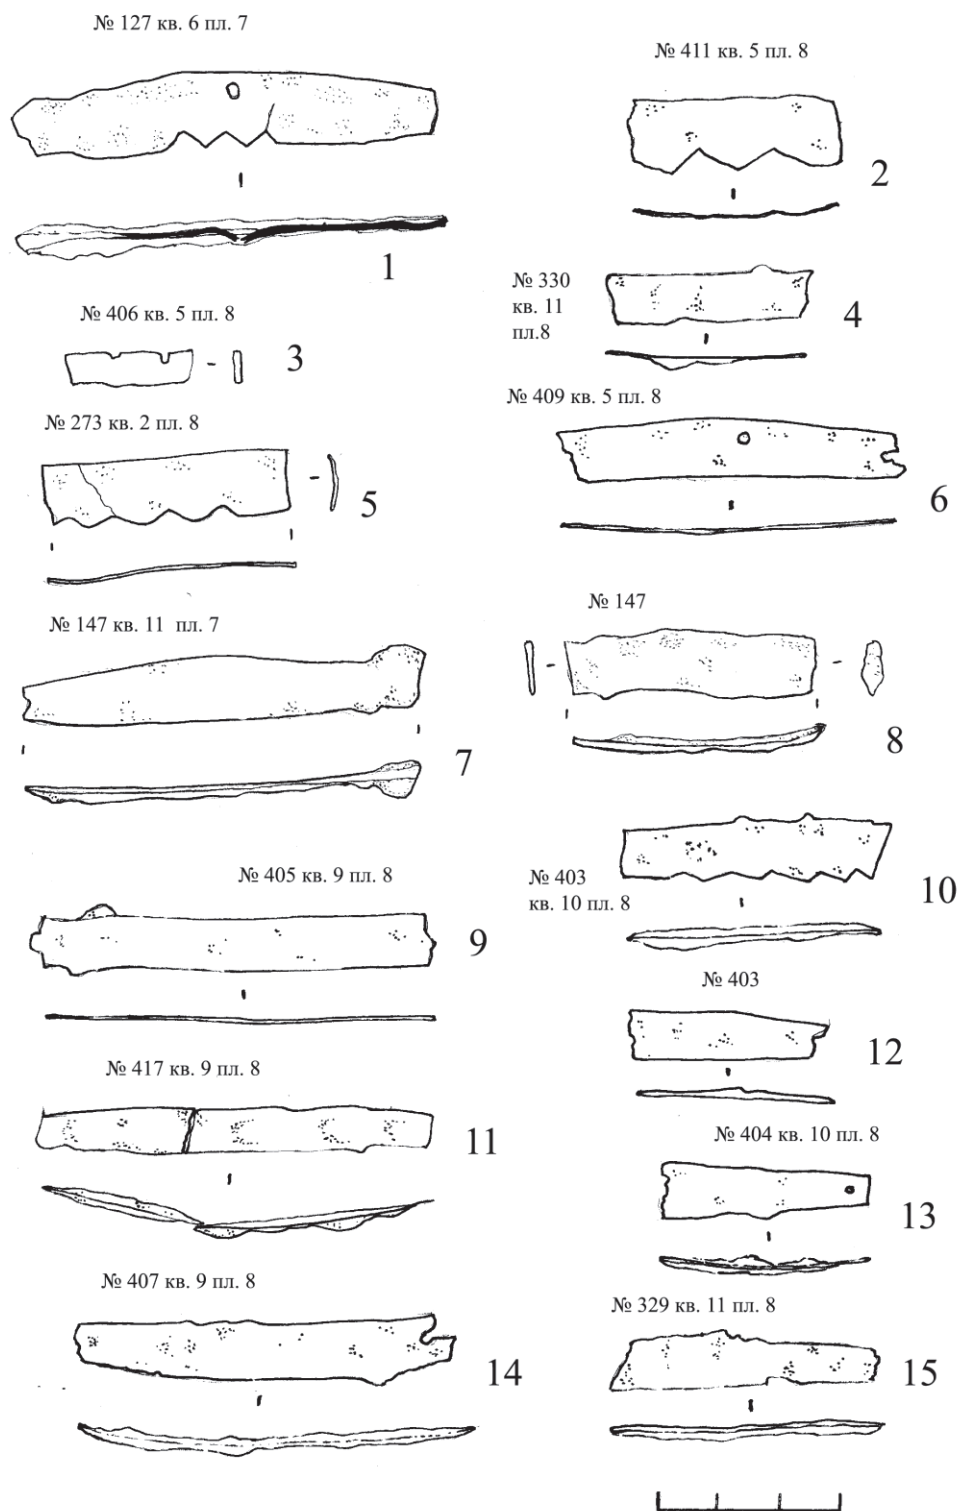 № 127 кв. 6 пл. 7
1
№ 411 кв. 5 пл. 8
2
№ 406 кв. 5 пл. 8
3
№ 330
кв. 11
пл.8
4
№ 273 кв. 2 пл. 8
5
№ 409 кв. 5 пл. 8
6
№ 147 кв. 11 пл. 7
7
№ 147
8
№ 405 кв. 9 пл. 8
9
№ 403
кв. 10 пл. 8
10
№ 417 кв. 9 пл. 8
11
№ 403
12
№ 404 кв. 10 пл. 8
13
№ 407 кв. 9 пл. 8
14
№ 329 кв. 11 пл. 8
15